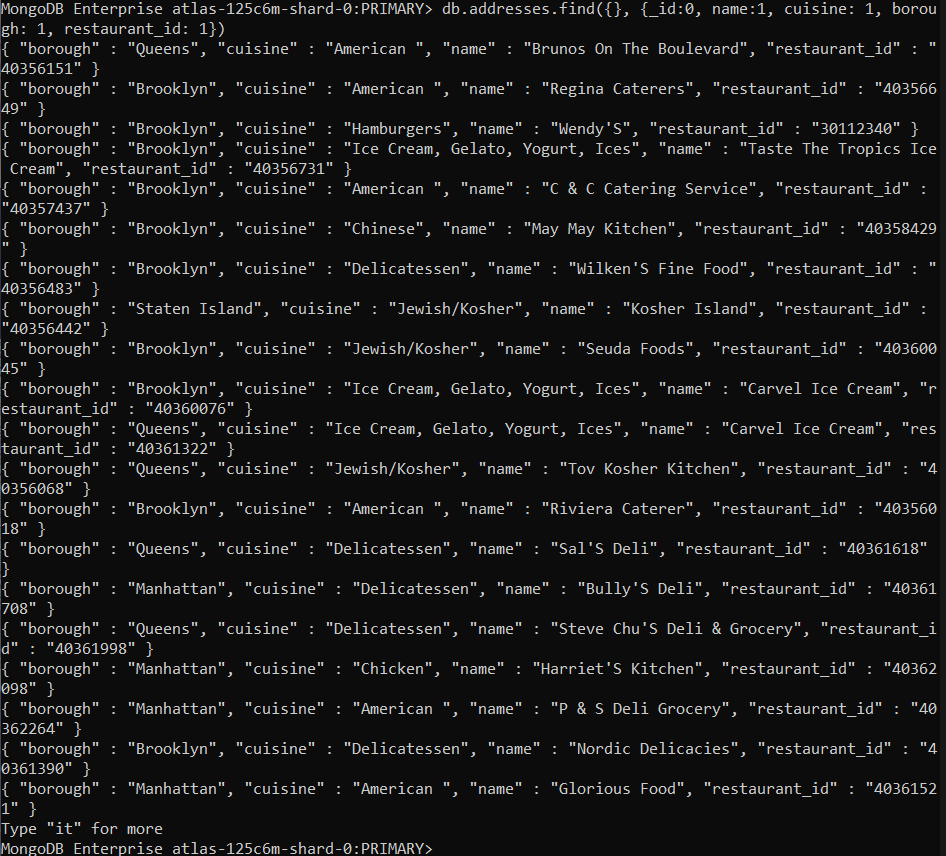 MongoDB Enterprise atlas-125c6m-shard-0:PRIMARY> db.addresses.find({}, {_id:0, name:1, cuisine: 1, borou
gh: 1, restaurant_id: 1})
{ "borough" : "Queens", "cuisine" : "American ", "name" : "Brunos On The Boulevard", "restaurant_id" : "
40356151" }
{ "borough" : "Brooklyn", "cuisine" : "American ", "name" : "Regina Caterers", "restaurant_id" : "403566
49" }
{ "borough" : "Brooklyn", "cuisine" : "Hamburgers", "name" : "Wendy'S", "restaurant_id" : "30112340" }
{ "borough" : "Brooklyn", "cuisine" : "Ice Cream, Gelato, Yogurt, Ices", "name" : "Taste The Tropics Ice
 Cream", "restaurant_id" : "40356731" }
{ "borough" : "Brooklyn", "cuisine" : "American ", "name" : "C & C Catering Service", "restaurant_id" :
"40357437" }
{ "borough" : "Brooklyn", "cuisine" : "Chinese", "name" : "May May Kitchen", "restaurant_id" : "40358429
" }
{ "borough" : "Brooklyn", "cuisine" : "Delicatessen", "name" : "Wilken'S Fine Food", "restaurant_id" : "
40356483" }
{ "borough" : "Staten Island", "cuisine" : "Jewish/Kosher", "name" : "Kosher Island", "restaurant_id" :
"40356442" }
{ "borough" : "Brooklyn", "cuisine" : "Jewish/Kosher", "name" : "Seuda Foods", "restaurant_id" : "403600
45" }
{ "borough" : "Brooklyn", "cuisine" : "Ice Cream, Gelato, Yogurt, Ices", "name" : "Carvel Ice Cream", "r
estaurant_id" : "40360076" }
{ "borough" : "Queens", "cuisine" : "Ice Cream, Gelato, Yogurt, Ices", "name" : "Carvel Ice Cream", "res
taurant_id" : "40361322" }
{ "borough" : "Queens", "cuisine" : "Jewish/Kosher", "name" : "Tov Kosher Kitchen", "restaurant_id" : "4
0356068" }
{ "borough" : "Brooklyn", "cuisine" : "American ", "name" : "Riviera Caterer", "restaurant_id" : "403560
18" }
{ "borough" : "Queens", "cuisine" : "Delicatessen", "name" : "Sal'S Deli", "restaurant_id" : "40361618"
}
{ "borough" : "Manhattan", "cuisine" : "Delicatessen", "name" : "Bully'S Deli", "restaurant_id" : "40361
708" }
{ "borough" : "Queens", "cuisine" : "Delicatessen", "name" : "Steve Chu'S Deli & Grocery", "restaurant_i
d" : "40361998" }
{ "borough" : "Manhattan", "cuisine" : "Chicken", "name" : "Harriet'S Kitchen", "restaurant_id" : "40362
098" }
{ "borough" : "Manhattan", "cuisine" : "American ", "name" : "P & S Deli Grocery", "restaurant_id" : "40
362264" }
{ "borough" : "Brooklyn", "cuisine" : "Delicatessen", "name" : "Nordic Delicacies", "restaurant_id" : "4
0361390" }
{ "borough" : "Manhattan", "cuisine" : "American ", "name" : "Glorious Food", "restaurant_id" : "4036152
1" }
Type "it" for more
MongoDB Enterprise atlas-125c6m-shard-0:PRIMARY>